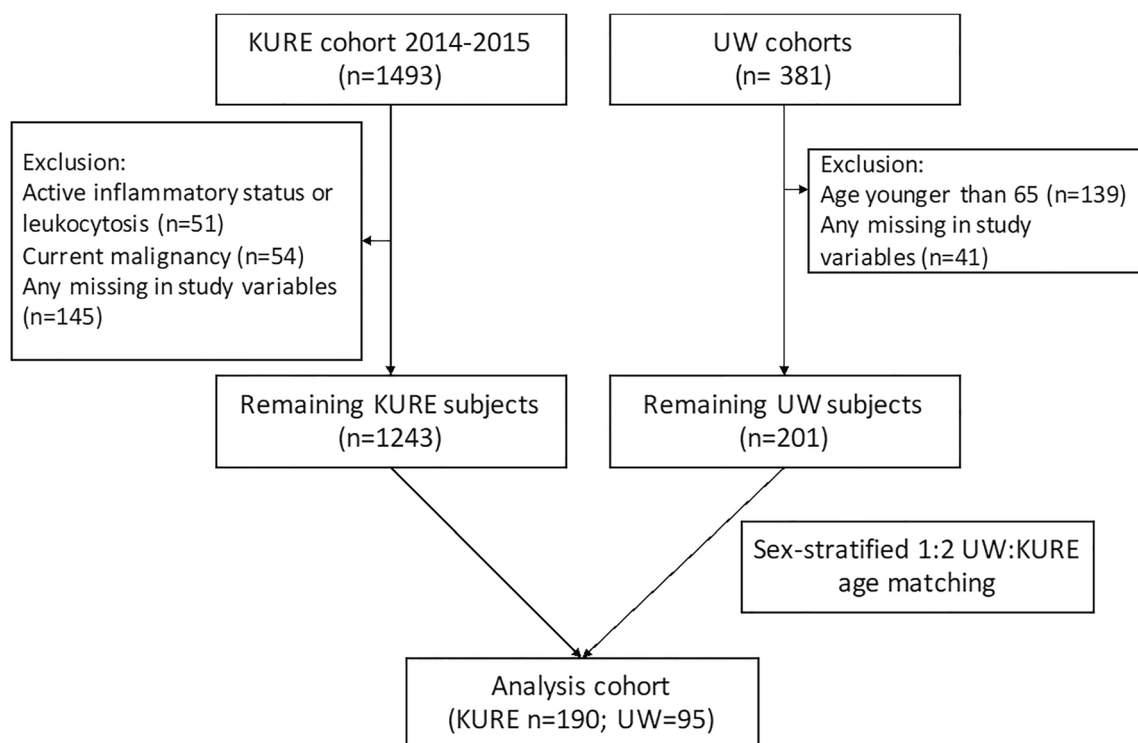 KURE cohort 2014-2015
(n=1493)
UW cohorts
(n= 381)
Exclusion:
Active inflammatory status or
leukocytosis (n=51)
Current malignancy (n=54)
Any missing in study variables
(n=145)
Exclusion:
Age younger than 65 (n=139)
Any missing in study
variables (n=41)
Remaining KURE subjects
(n=1243)
Remaining UW subjects
(n=201)
Sex-stratified 1:2 UW:KURE
age matching
Analysis cohort
(KURE n=190; UW=95)